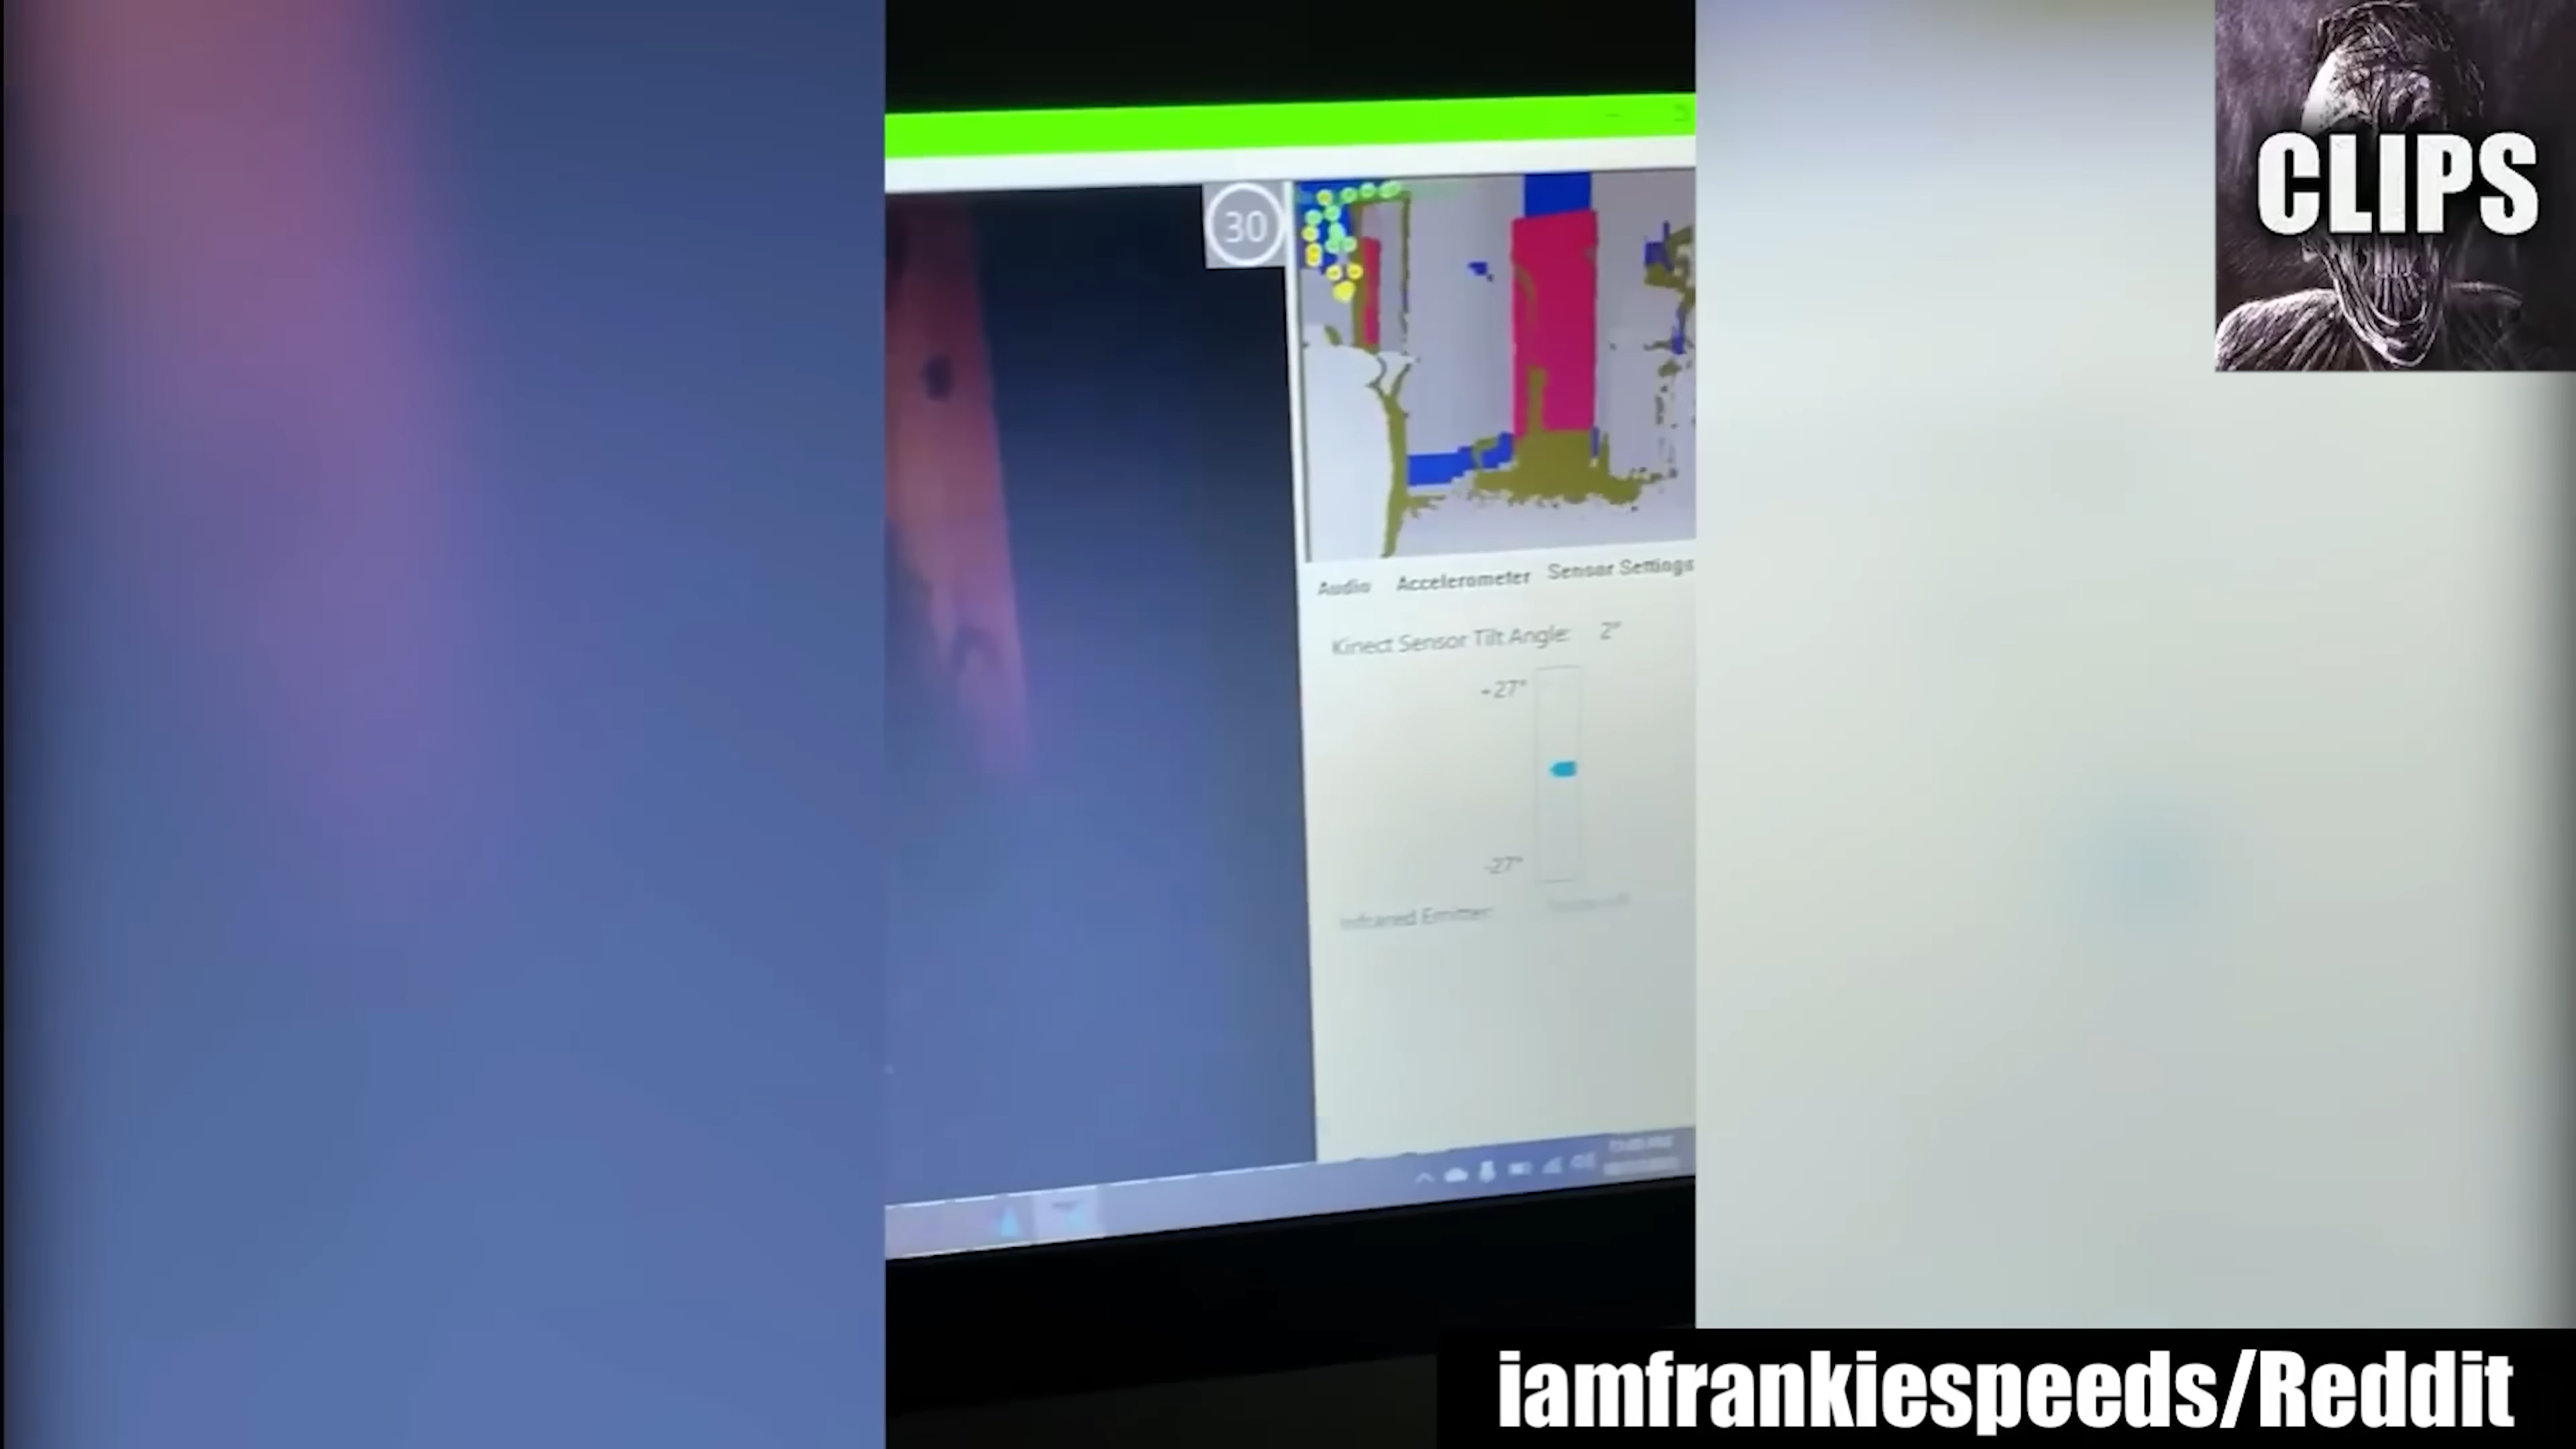 CLIPS
30
Audio Accelerometer Sensor Settings
Kinect Sensor Tilt Angle: 2°
+27°
-27°
Infrared Emitter:
iamfrankiespeeds/Reddit